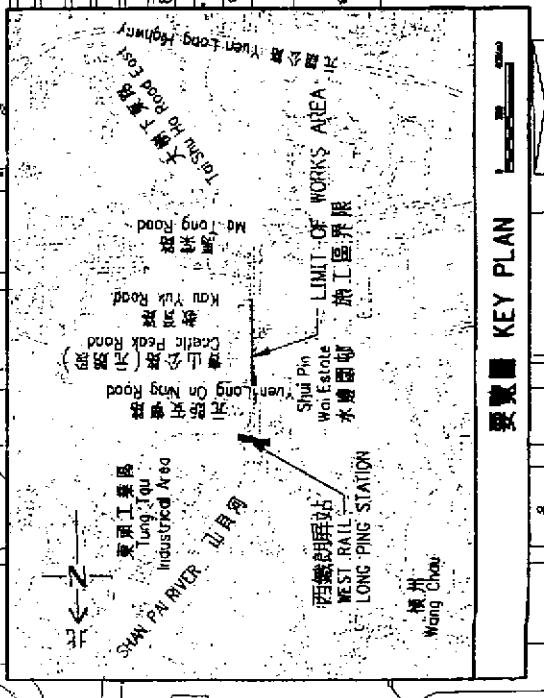 要覽圖 KEY PLAN
北
N
元朗公路 Yuen Long Highway
大樹下東路
Tai Shu Ha Road East
Ma Tong Road
馬棠路
Kau Yuk Road
教育路
Castle Peak Road
青山公路(元朗段)
Yuen Long On Ning Road
元朗安寧路
LIMIT OF WORKS AREA
施工區界限
Shui Pin
Wai Estate
水邊圍邨
東頭工業區
Tung Tau
Industrial Area
SHAN PAI RIVER 山貝河
西鐵朗屏站
WEST RAIL
LONG PING STATION
橫州
Wang Chau